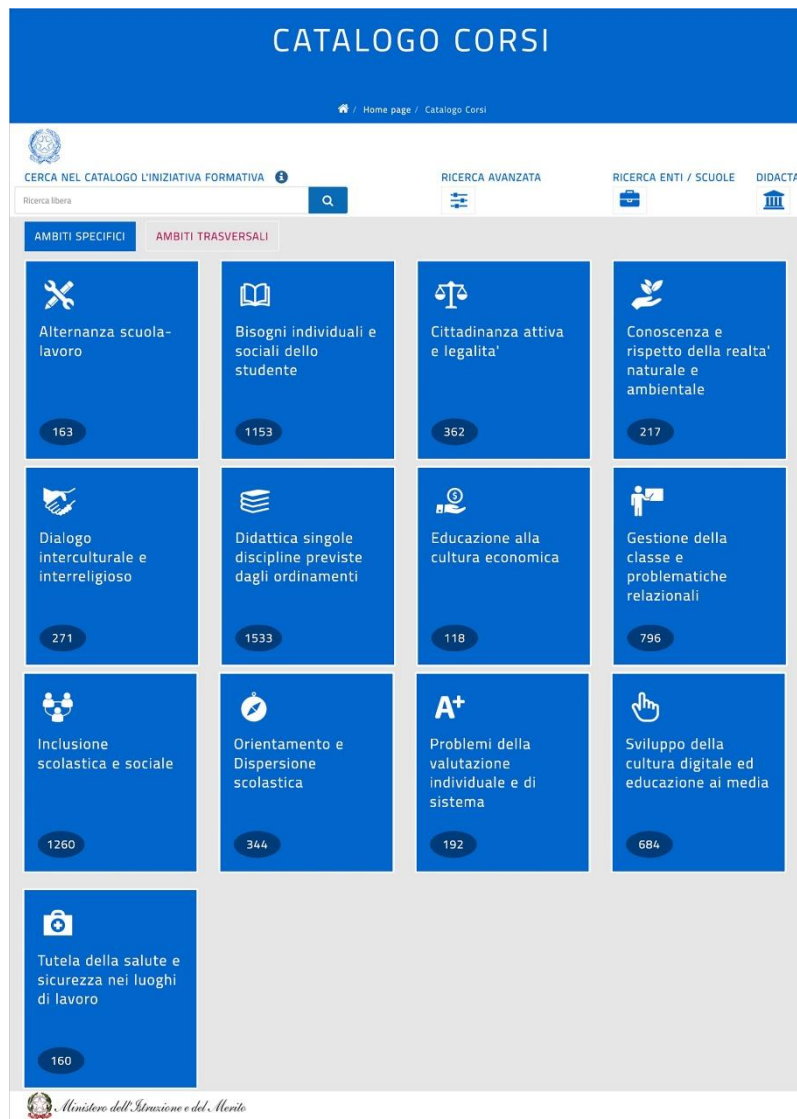 CATALOGO CORSI
/ Home page / Catalogo Corsi
CERCA NEL CATALOGO L'INIZIATIVA FORMATIVA i
RICERCA AVANZATA
RICERCA ENTI / SCUOLE
DIDACTA
Ricerca libera
AMBITI SPECIFICI
AMBITI TRASVERSALI
Alternanza scuola-
lavoro
163
Bisogni individuali e
sociali dello
studente
1153
Cittadinanza attiva
e legalita'
362
Conoscenza e
rispetto della realta'
naturale e
ambientale
217
Dialogo
interculturale e
interreligioso
271
Didattica singole
discipline previste
dagli ordinamenti
1533
Educazione alla
cultura economica
118
Gestione della
classe e
problematiche
relazionali
796
Inclusione
scolastica e sociale
1260
Orientamento e
Dispersione
scolastica
344
A+
Problemi della
valutazione
individuale e di
sistema
192
Sviluppo della
cultura digitale ed
educazione ai media
684
Tutela della salute e
sicurezza nei luoghi
di lavoro
160
Ministero dell'Istruzione e del Merito